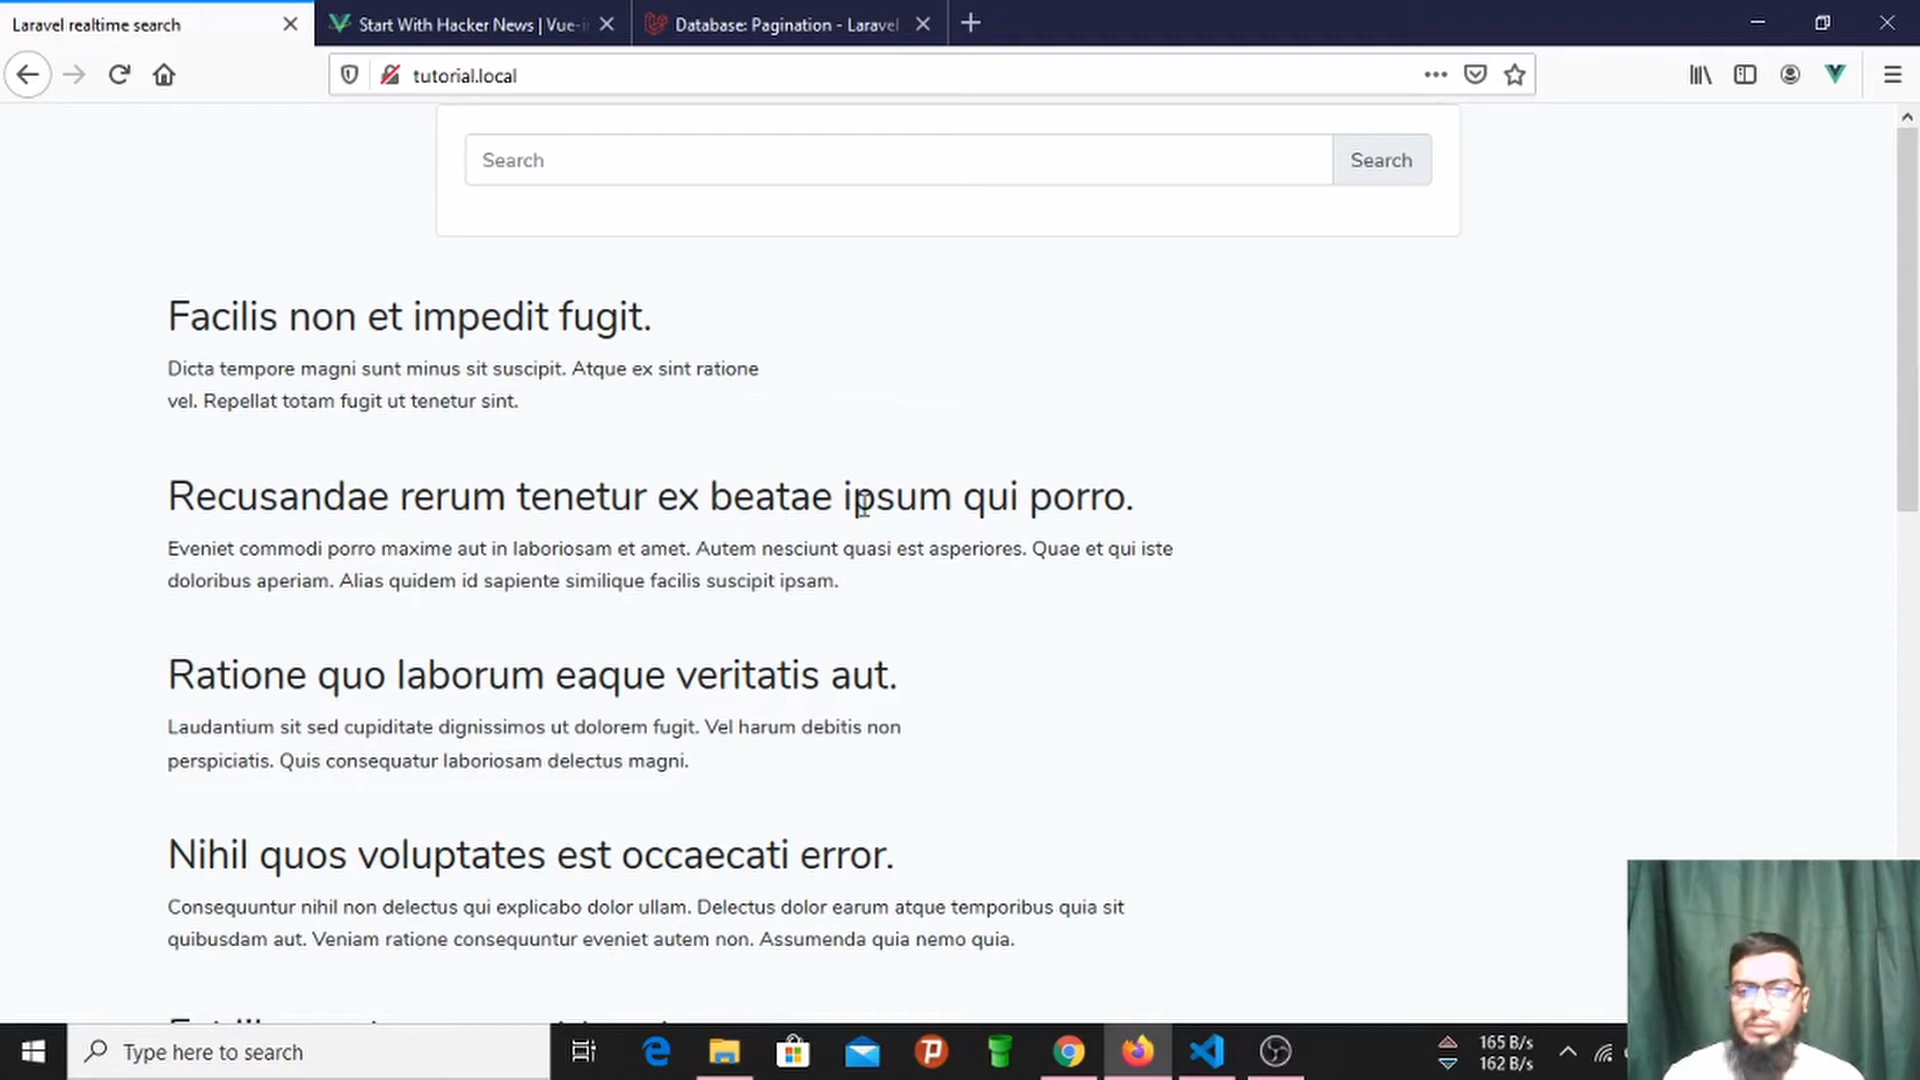 Laravel realtime search
Start With Hacker News | Vue-i
Database: Pagination - Laravel
tutorial.local
Search
Search
Facilis non et impedit fugit.
Dicta tempore magni sunt minus sit suscipit. Atque ex sint ratione
vel. Repellat totam fugit ut tenetur sint.
Recusandae rerum tenetur ex beatae ipsum qui porro.
Eveniet commodi porro maxime aut in laboriosam et amet. Autem nesciunt quasi est asperiores. Quae et qui iste
doloribus aperiam. Alias quidem id sapiente similique facilis suscipit ipsam.
Ratione quo laborum eaque veritatis aut.
Laudantium sit sed cupiditate dignissimos ut dolorem fugit. Vel harum debitis non
perspiciatis. Quis consequatur laboriosam delectus magni.
Nihil quos voluptates est occaecati error.
Consequuntur nihil non delectus qui explicabo dolor ullam. Delectus dolor earum atque temporibus quia sit
quibusdam aut. Veniam ratione consequuntur eveniet autem non. Assumenda quia nemo quia.
Type here to search
165 B/s
162 B/s